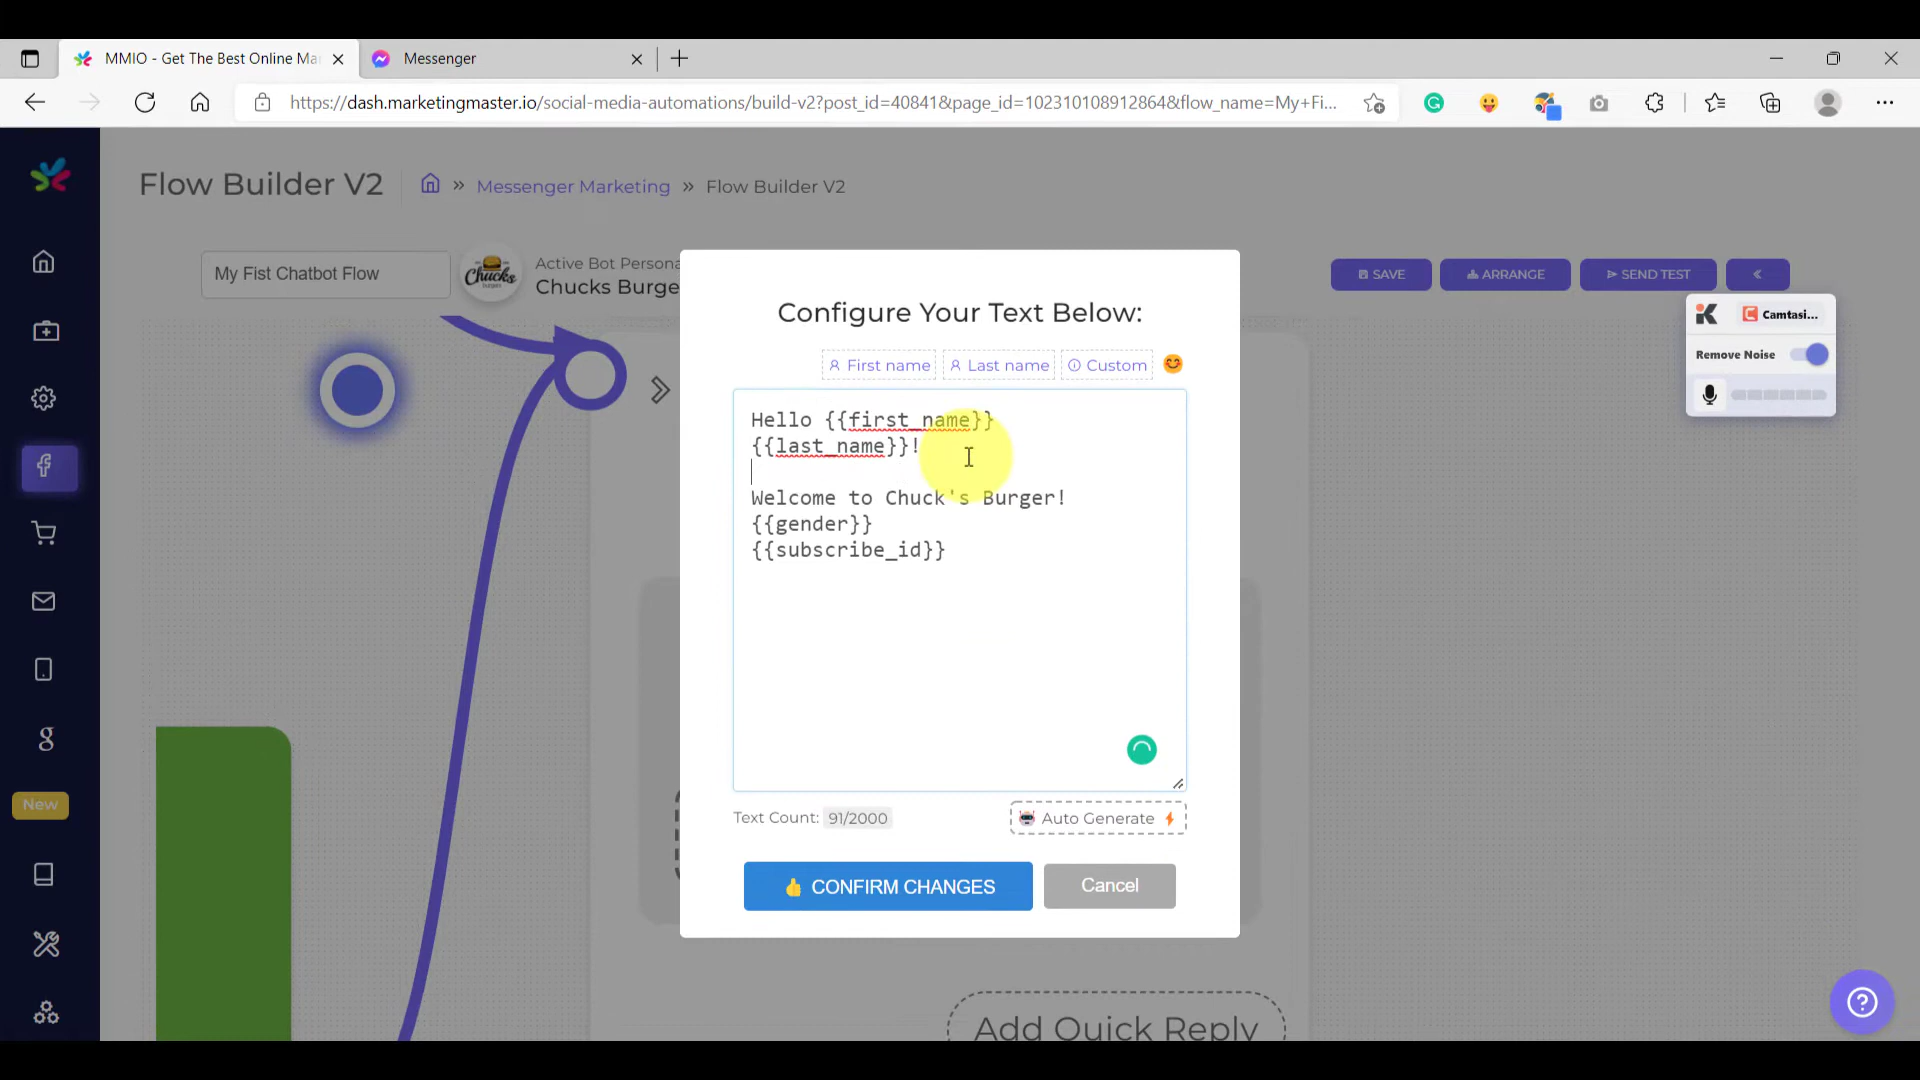 MMIO - Get The Best Online Ma
Messenger
https://dash.marketingmaster.io/social-media-automations/build-v2?post_id=40841&page_id=102310108912864&flow_name=My+Fi...
Flow Builder V2
» Messenger Marketing » Flow Builder V2
My Fist Chatbot Flow
Chucks
burgers
Active Bot Persona
Chucks Burge
SAVE
ARRANGE
SEND TEST
Camtasi...
Remove Noise
Configure Your Text Below:
First name
Last name
Custom
Hello {{first_name}}
{{last_name}}!
Welcome to Chuck's Burger!
{{gender}}
{{subscribe_id}}
Text Count: 91/2000
Auto Generate
CONFIRM CHANGES
Cancel
New
Add Quick Reply